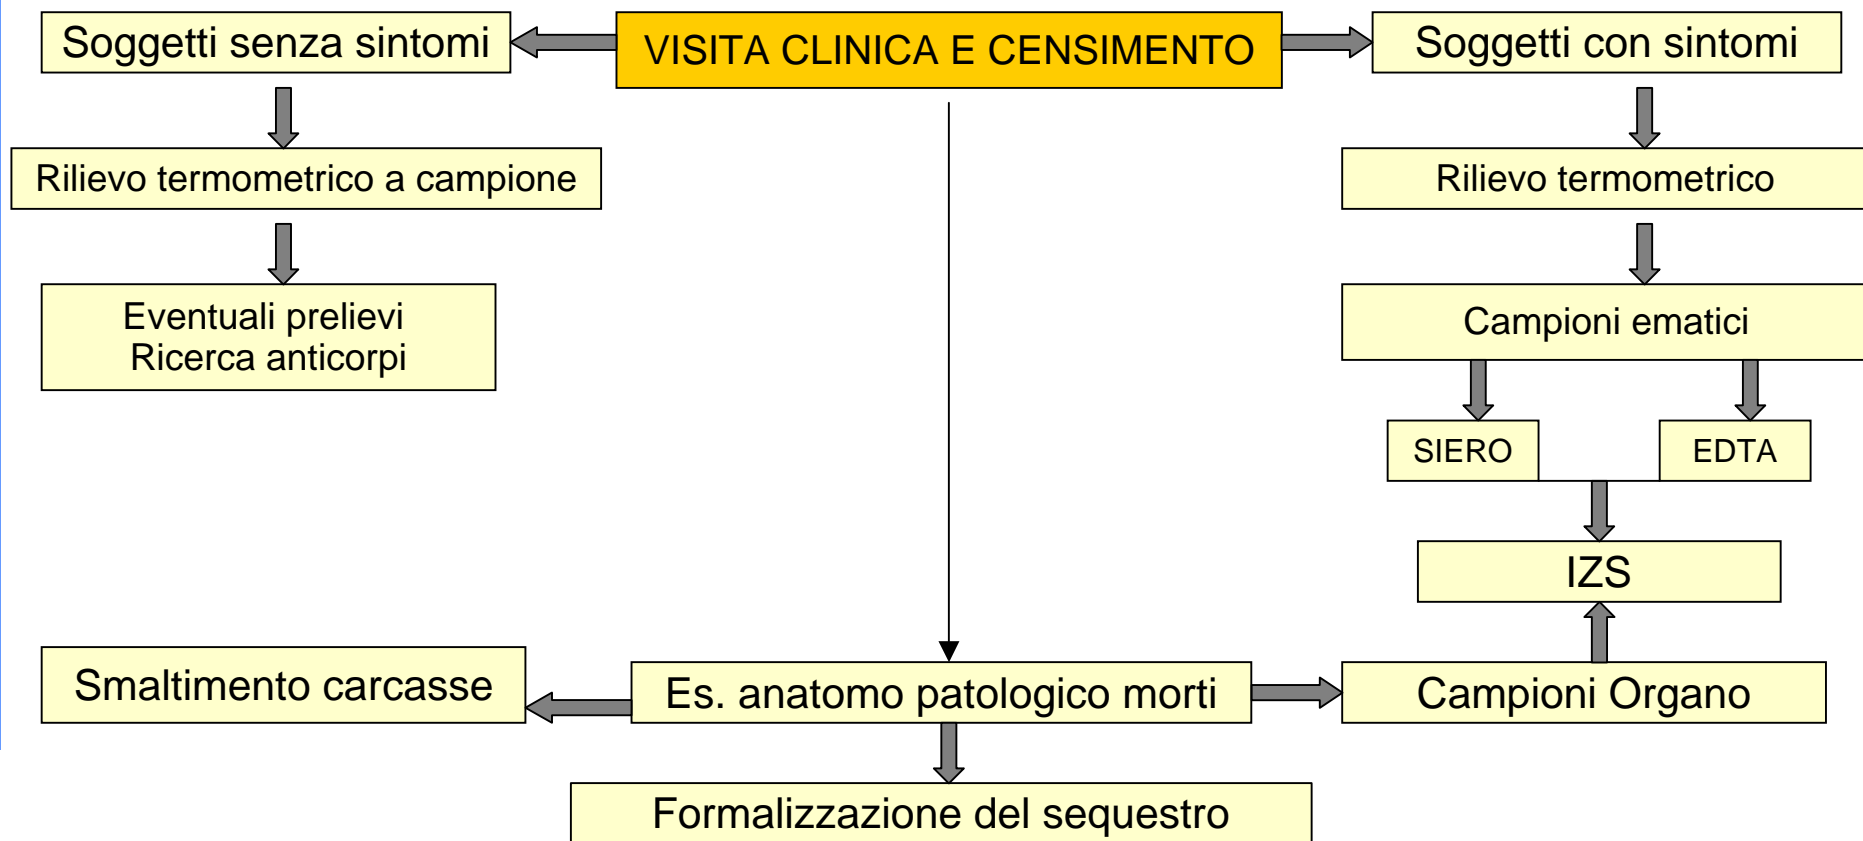 Soggetti senza sintomi
VISITA CLINICA E CENSIMENTO
Soggetti con sintomi
Rilievo termometrico a campione
Rilievo termometrico
Eventuali prelievi
Ricerca anticorpi
Campioni ematici
SIERO
EDTA
IZS
Smaltimento carcasse
Es. anatomo patologico morti
Campioni Organo
Formalizzazione del sequestro